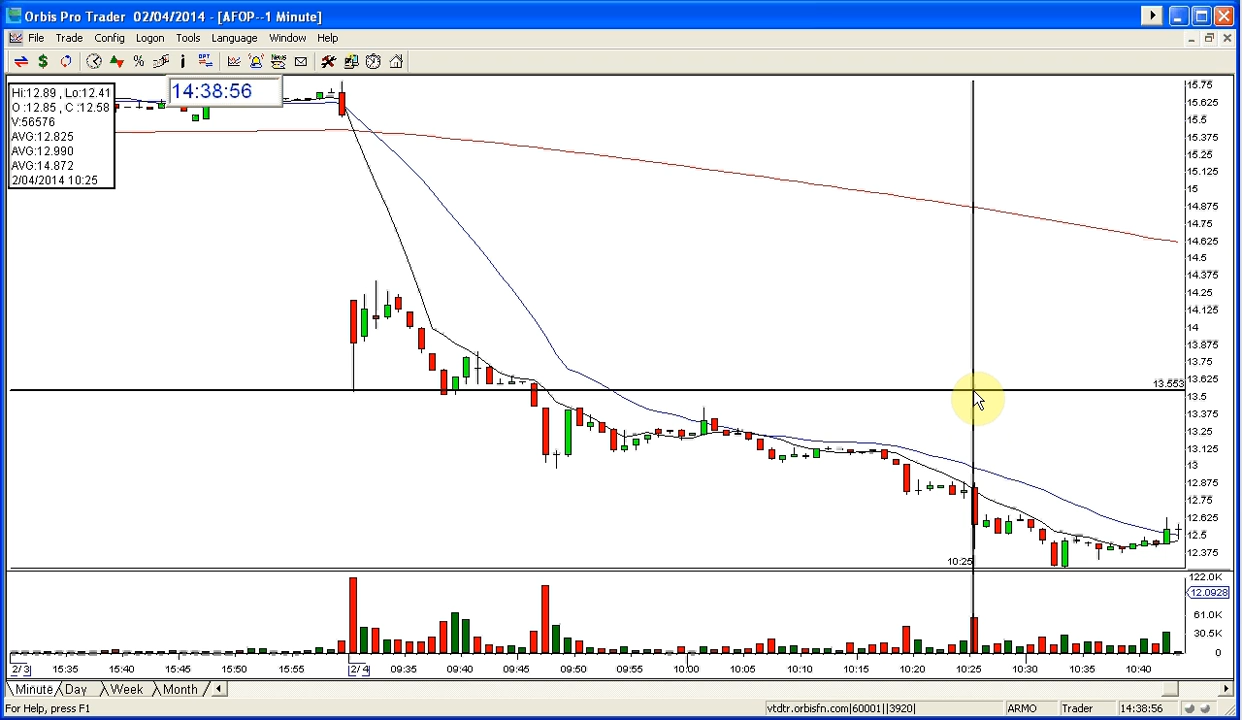 Orbis Pro Trader 02/04/2014 - [AFOP--1 Minute]
File Trade Config Logon Tools Language Window Help
14:38:56
Hi:12.89 , Lo:12.41
O :12.85 , C :12.58
V:56576
AVG:12.825
AVG:12.990
AVG:14.872
2/04/2014 10:25
15.75
15.625
15.5
15.375
15.25
15.125
15
14.875
14.75
14.625
14.5
14.375
14.25
14.125
14
13.875
13.75
13.625
13.553
13.5
13.375
13.25
13.125
13
12.875
12.75
12.625
12.5
12.375
10:25
122.0K
12.0928
61.0K
30.5K
0
2/3 15:35 15:40 15:45 15:50 15:55 2/4 09:35 09:40 09:45 09:50 09:55 10:00 10:05 10:10 10:15 10:20 10:25 10:30 10:35 10:40
Minute Day Week Month
For Help, press F1 vtdtr.orbisfn.com|60001||3920| ARMO Trader 14:38:56